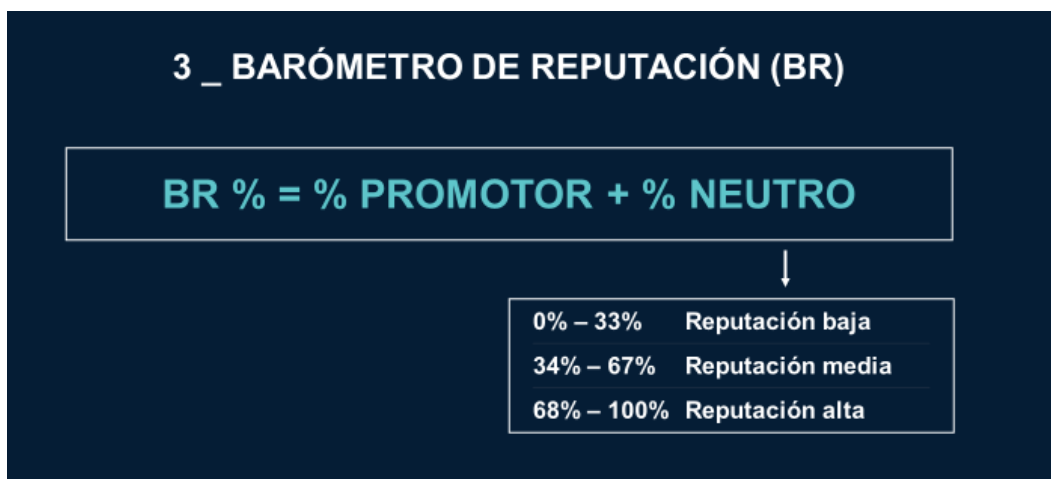 3 _ BARÓMETRO DE REPUTACIÓN (BR)
BR % = % PROMOTOR + % NEUTRO
0% – 33% Reputación baja
34% – 67% Reputación media
68% – 100% Reputación alta